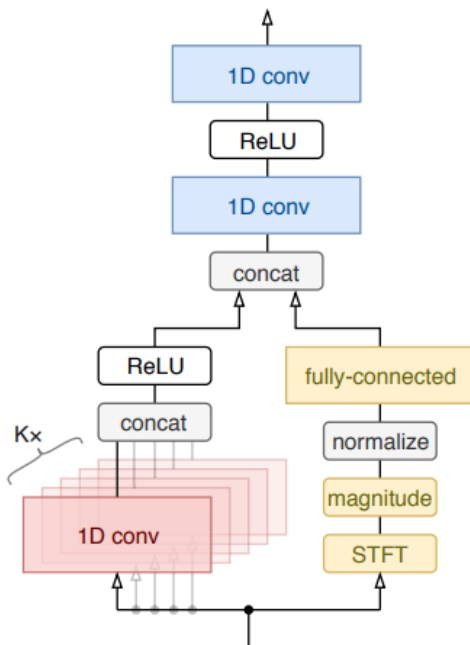 1D conv
ReLU
1D conv
concat
ReLU
fully-connected
concat
normalize
K×
magnitude
1D conv
STFT